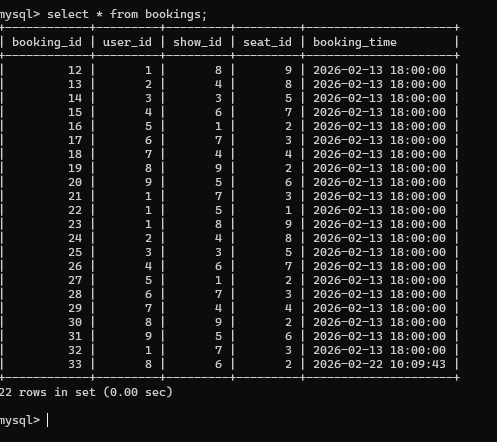 mysql> select * from bookings;
+------------+---------+---------+---------+---------------------+
| booking_id | user_id | show_id | seat_id | booking_time        |
+------------+---------+---------+---------+---------------------+
|         12 |       1 |       8 |       9 | 2026-02-13 18:00:00 |
|         13 |       2 |       4 |       8 | 2026-02-13 18:00:00 |
|         14 |       3 |       3 |       5 | 2026-02-13 18:00:00 |
|         15 |       4 |       6 |       7 | 2026-02-13 18:00:00 |
|         16 |       5 |       1 |       2 | 2026-02-13 18:00:00 |
|         17 |       6 |       7 |       3 | 2026-02-13 18:00:00 |
|         18 |       7 |       4 |       4 | 2026-02-13 18:00:00 |
|         19 |       8 |       9 |       2 | 2026-02-13 18:00:00 |
|         20 |       9 |       5 |       6 | 2026-02-13 18:00:00 |
|         21 |       1 |       7 |       3 | 2026-02-13 18:00:00 |
|         22 |       1 |       5 |       1 | 2026-02-13 18:00:00 |
|         23 |       1 |       8 |       9 | 2026-02-13 18:00:00 |
|         24 |       2 |       4 |       8 | 2026-02-13 18:00:00 |
|         25 |       3 |       3 |       5 | 2026-02-13 18:00:00 |
|         26 |       4 |       6 |       7 | 2026-02-13 18:00:00 |
|         27 |       5 |       1 |       2 | 2026-02-13 18:00:00 |
|         28 |       6 |       7 |       3 | 2026-02-13 18:00:00 |
|         29 |       7 |       4 |       4 | 2026-02-13 18:00:00 |
|         30 |       8 |       9 |       2 | 2026-02-13 18:00:00 |
|         31 |       9 |       5 |       6 | 2026-02-13 18:00:00 |
|         32 |       1 |       7 |       3 | 2026-02-13 18:00:00 |
|         33 |       8 |       6 |       2 | 2026-02-22 10:09:43 |
+------------+---------+---------+---------+---------------------+
22 rows in set (0.00 sec)
mysql>